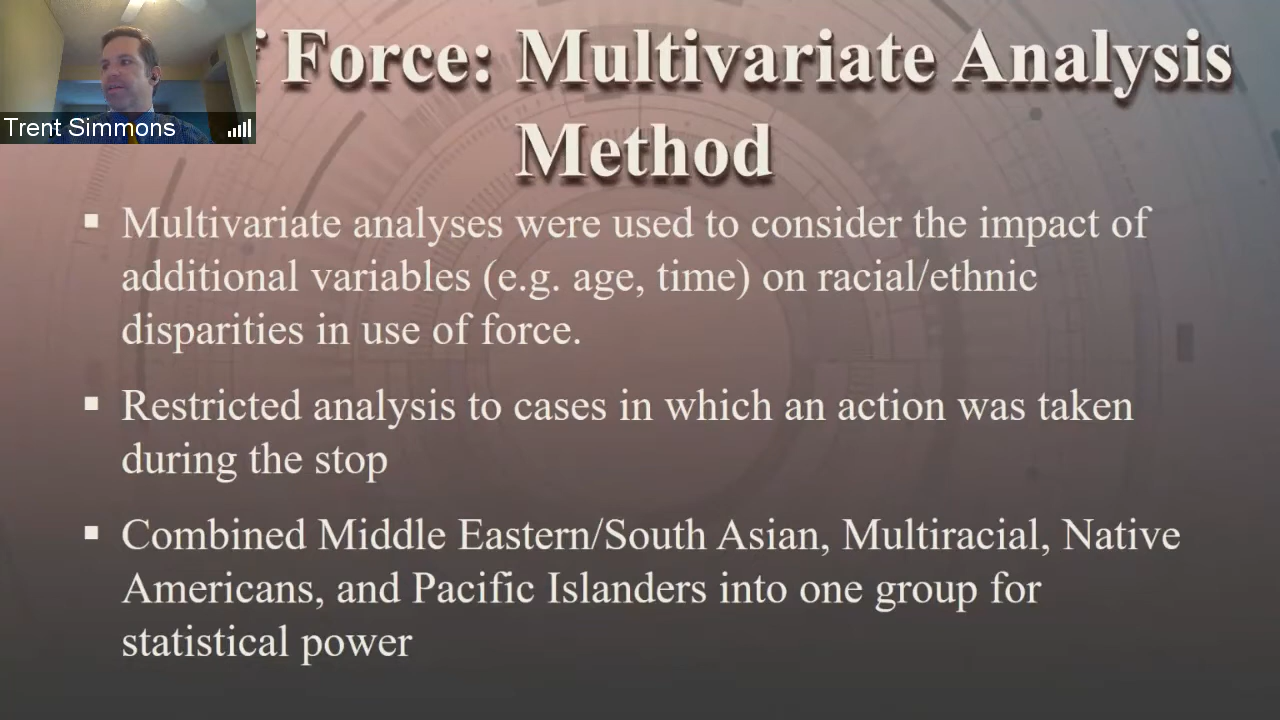 Force: Multivariate Analysis
Method
Trent Simmons
▪ Multivariate analyses were used to consider the impact of
additional variables (e.g. age, time) on racial/ethnic
disparities in use of force.
▪ Restricted analysis to cases in which an action was taken
during the stop
▪ Combined Middle Eastern/South Asian, Multiracial, Native
Americans, and Pacific Islanders into one group for
statistical power